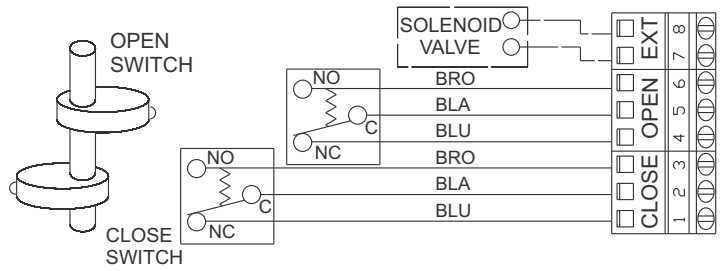 OPEN
SWITCH
CLOSE
SWITCH
SOLENOID
VALVE
NO
C
NC
NO
C
NC
BRO
BLA
BLU
BRO
BLA
BLU
EXT
OPEN
CLOSE
8
7
6
5
4
3
2
1